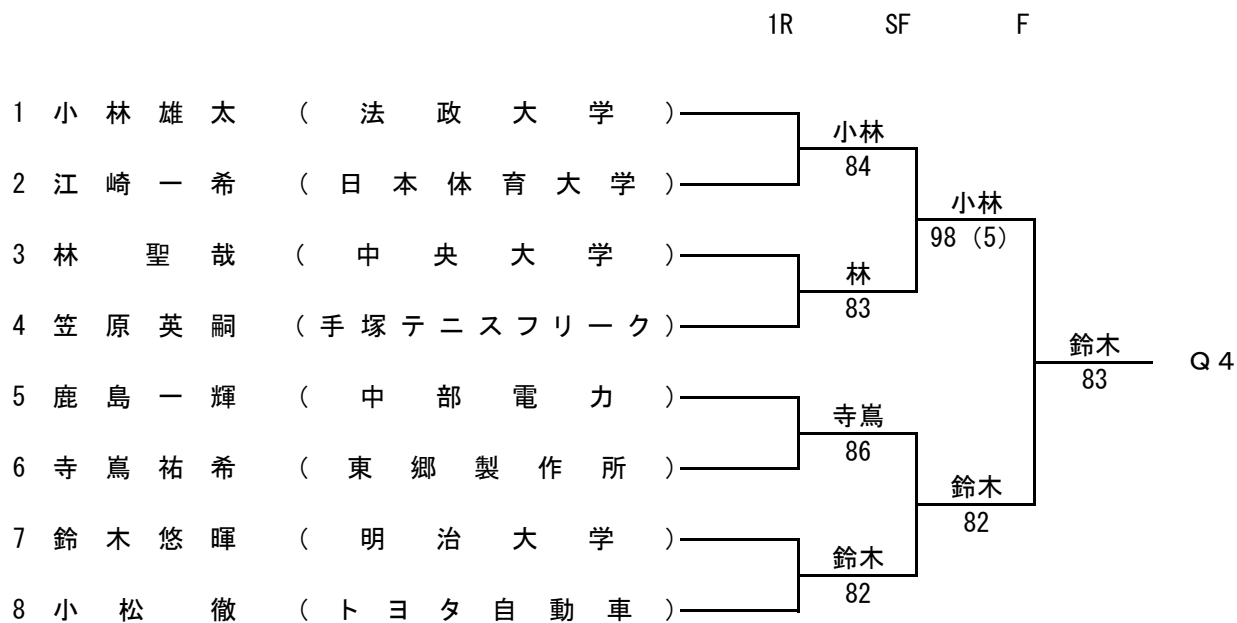 1R SF F
1 小林雄太 (法政大学)
小林
84
2 江崎一希 (日本体育大学)
小林
98 (5)
3 林 聖哉 (中央大学)
林
83
4 笠原英嗣 (手塚テニスフリーク)
鈴木
83
Q4
5 鹿島一輝 (中部電力)
寺嶌
86
6 寺嶌祐希 (東郷製作所)
鈴木
82
7 鈴木悠暉 (明治大学)
鈴木
82
8 小松 徹 (トヨタ自動車)